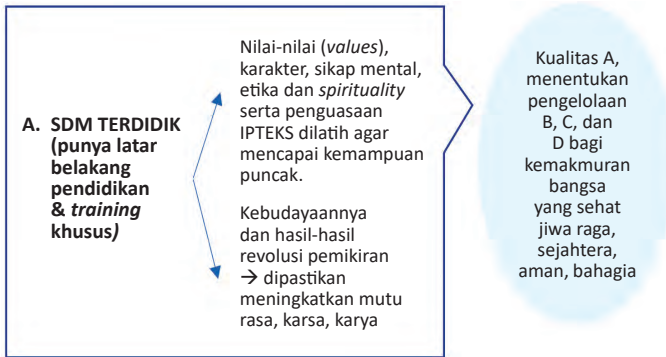 A. SDM TERDIDIK
(punya latar
belakang
pendidikan
& training
khusus)
Nilai-nilai (values),
karakter, sikap mental,
etika dan spirituality
serta penguasaan
IPTEKS dilatih agar
mencapai kemampuan
puncak.
Kebudayaannya
dan hasil-hasil
revolusi pemikiran
→ dipastikan
meningkatkan mutu
rasa, karsa, karya
Kualitas A,
menentukan
pengelolaan
B, C, dan
D bagi
kemakmuran
bangsa
yang sehat
jiwa raga,
sejahtera,
aman, bahagia